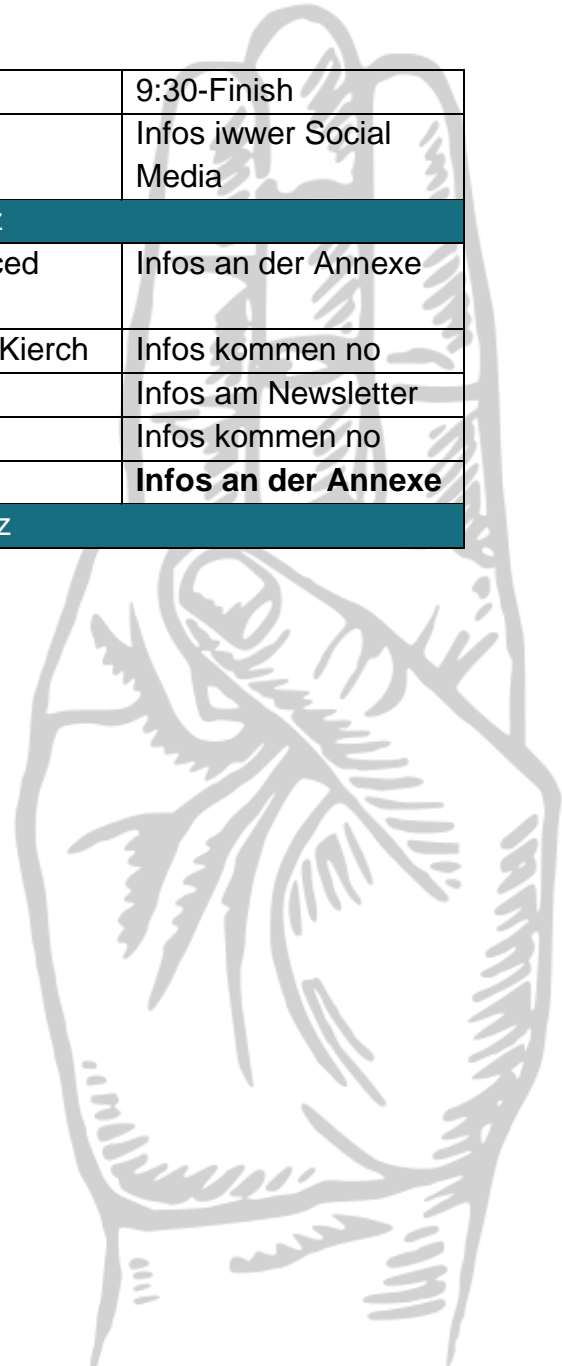 9:30-Finish
Infos iwwer Social
Media
z
ced
Infos an der Annexe
Kierch
Infos kommen no
Infos am Newsletter
Infos kommen no
Infos an der Annexe
z